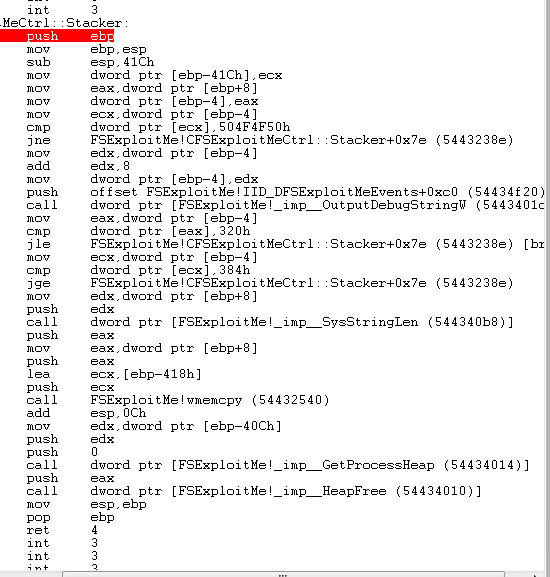 int 3
MeCtrl::Stacker:
push ebp
mov ebp,esp
sub esp,41Ch
mov dword ptr [ebp-41Ch],ecx
mov eax,dword ptr [ebp+8]
mov dword ptr [ebp-4],eax
mov ecx,dword ptr [ebp-4]
cmp dword ptr [ecx],504F4F50h
jne FSExploitMe!CFSExploitMeCtrl::Stacker+0x7e (5443238e)
mov edx,dword ptr [ebp-4]
add edx,8
mov dword ptr [ebp-4],edx
push offset FSExploitMe!IID_DFSExploitMeEvents+0xc0 (54434f20)
call dword ptr [FSExploitMe!_imp__OutputDebugStringW (5443401c
mov eax,dword ptr [ebp-4]
cmp dword ptr [eax],320h
jle FSExploitMe!CFSExploitMeCtrl::Stacker+0x7e (5443238e) [br
mov ecx,dword ptr [ebp-4]
cmp dword ptr [ecx],384h
jge FSExploitMe!CFSExploitMeCtrl::Stacker+0x7e (5443238e)
mov edx,dword ptr [ebp+8]
push edx
call dword ptr [FSExploitMe!_imp__SysStringLen (544340b8)]
push eax
mov eax,dword ptr [ebp+8]
push eax
lea ecx,[ebp-418h]
push ecx
call FSExploitMe!wmemcpy (54432540)
add esp,0Ch
mov edx,dword ptr [ebp-40Ch]
push edx
push 0
call dword ptr [FSExploitMe!_imp__GetProcessHeap (54434014)]
push eax
call dword ptr [FSExploitMe!_imp__HeapFree (54434010)]
mov esp,ebp
pop ebp
ret 4
int 3
int 3
int 3